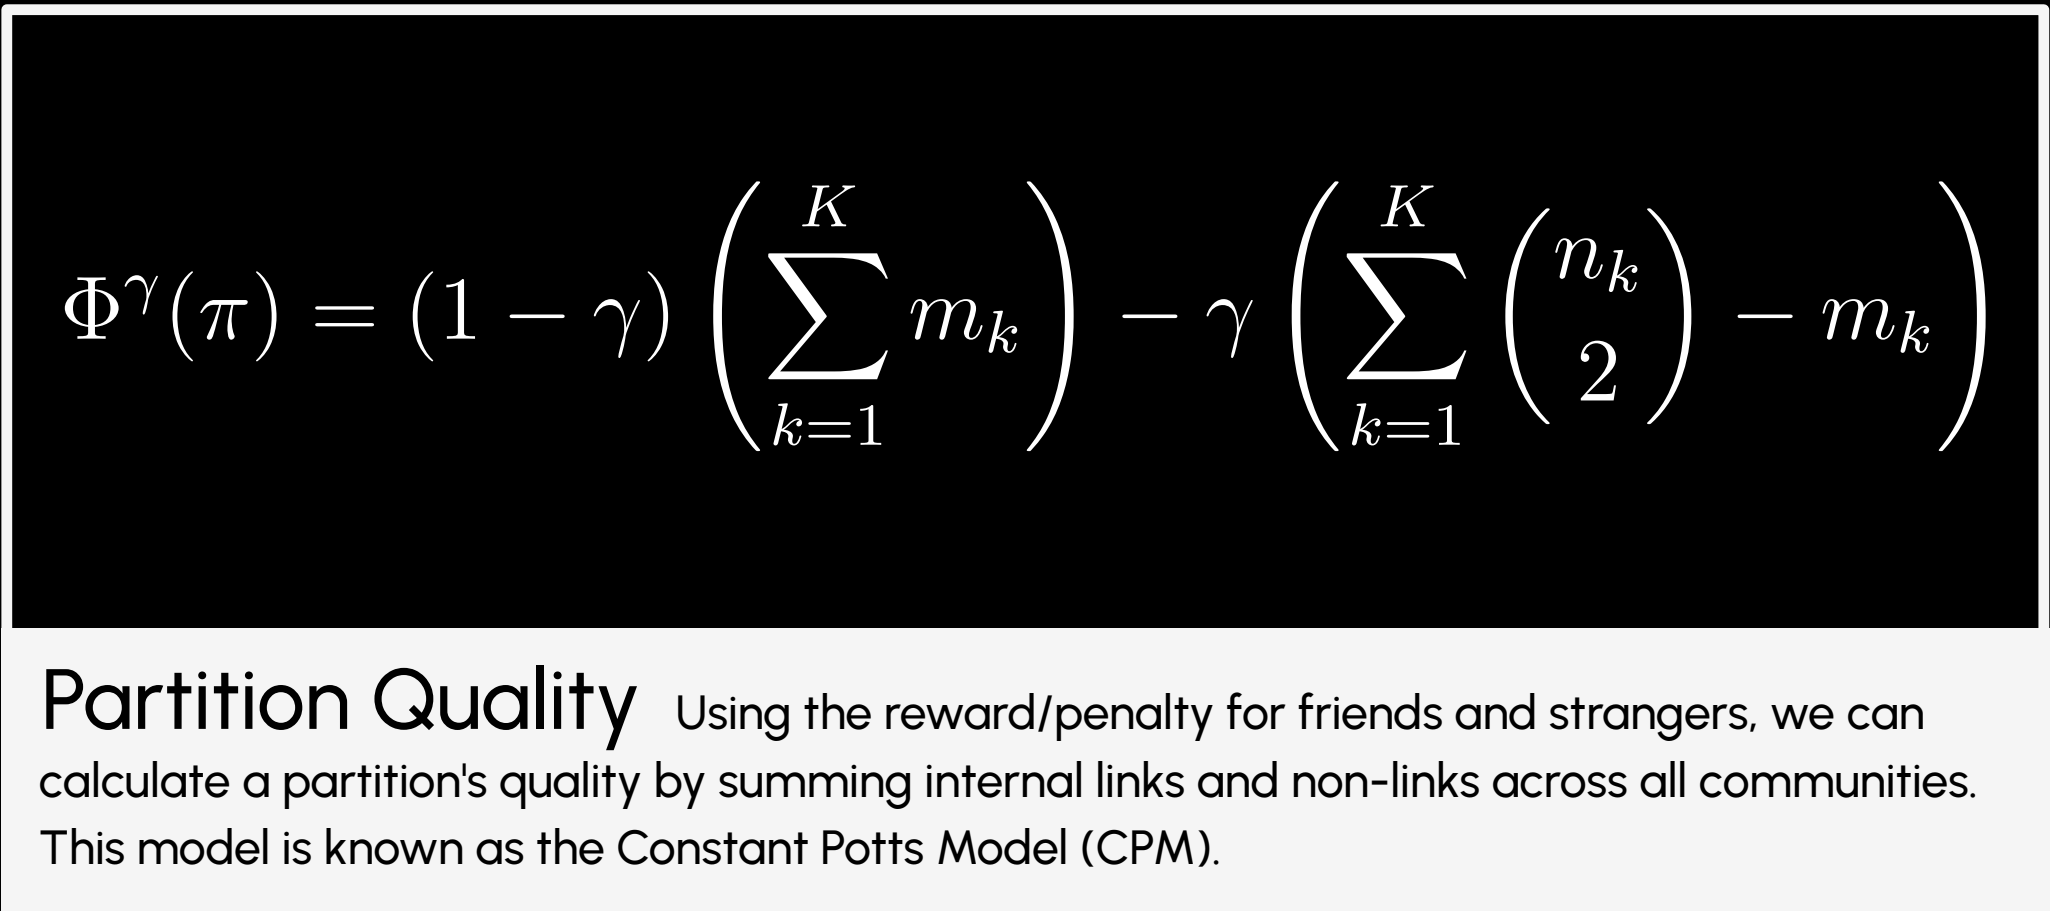 Φ^γ(π) = (1 − γ) (∑_{k=1}^{K} m_k) − γ (∑_{k=1}^{K} \binom{n_k}{2} − m_k)
Partition Quality Using the reward/penalty for friends and strangers, we can
calculate a partition's quality by summing internal links and non-links across all communities.
This model is known as the Constant Potts Model (CPM).